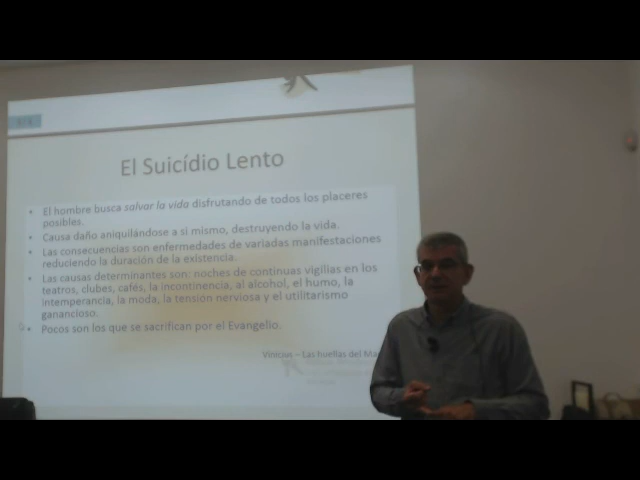 El Suicídio Lento
• El hombre busca salvar la vida disfrutando de todos los placeres
posibles.
• Causa daño aniquilándose a si mismo, destruyendo la vida.
• Las consecuencias son enfermedades de variadas manifestaciones
reduciendo la duración de la existencia.
• Las causas determinantes son: noches de continuas vigilias en los
teatros, clubes, cafés, la incontinencia, al alcohol, el humo, la
intemperancia, la moda, la tensión nerviosa y el utilitarismo
ganancioso.
• Pocos son los que se sacrifican por el Evangelio.
Vinicius – Las huellas del Ma